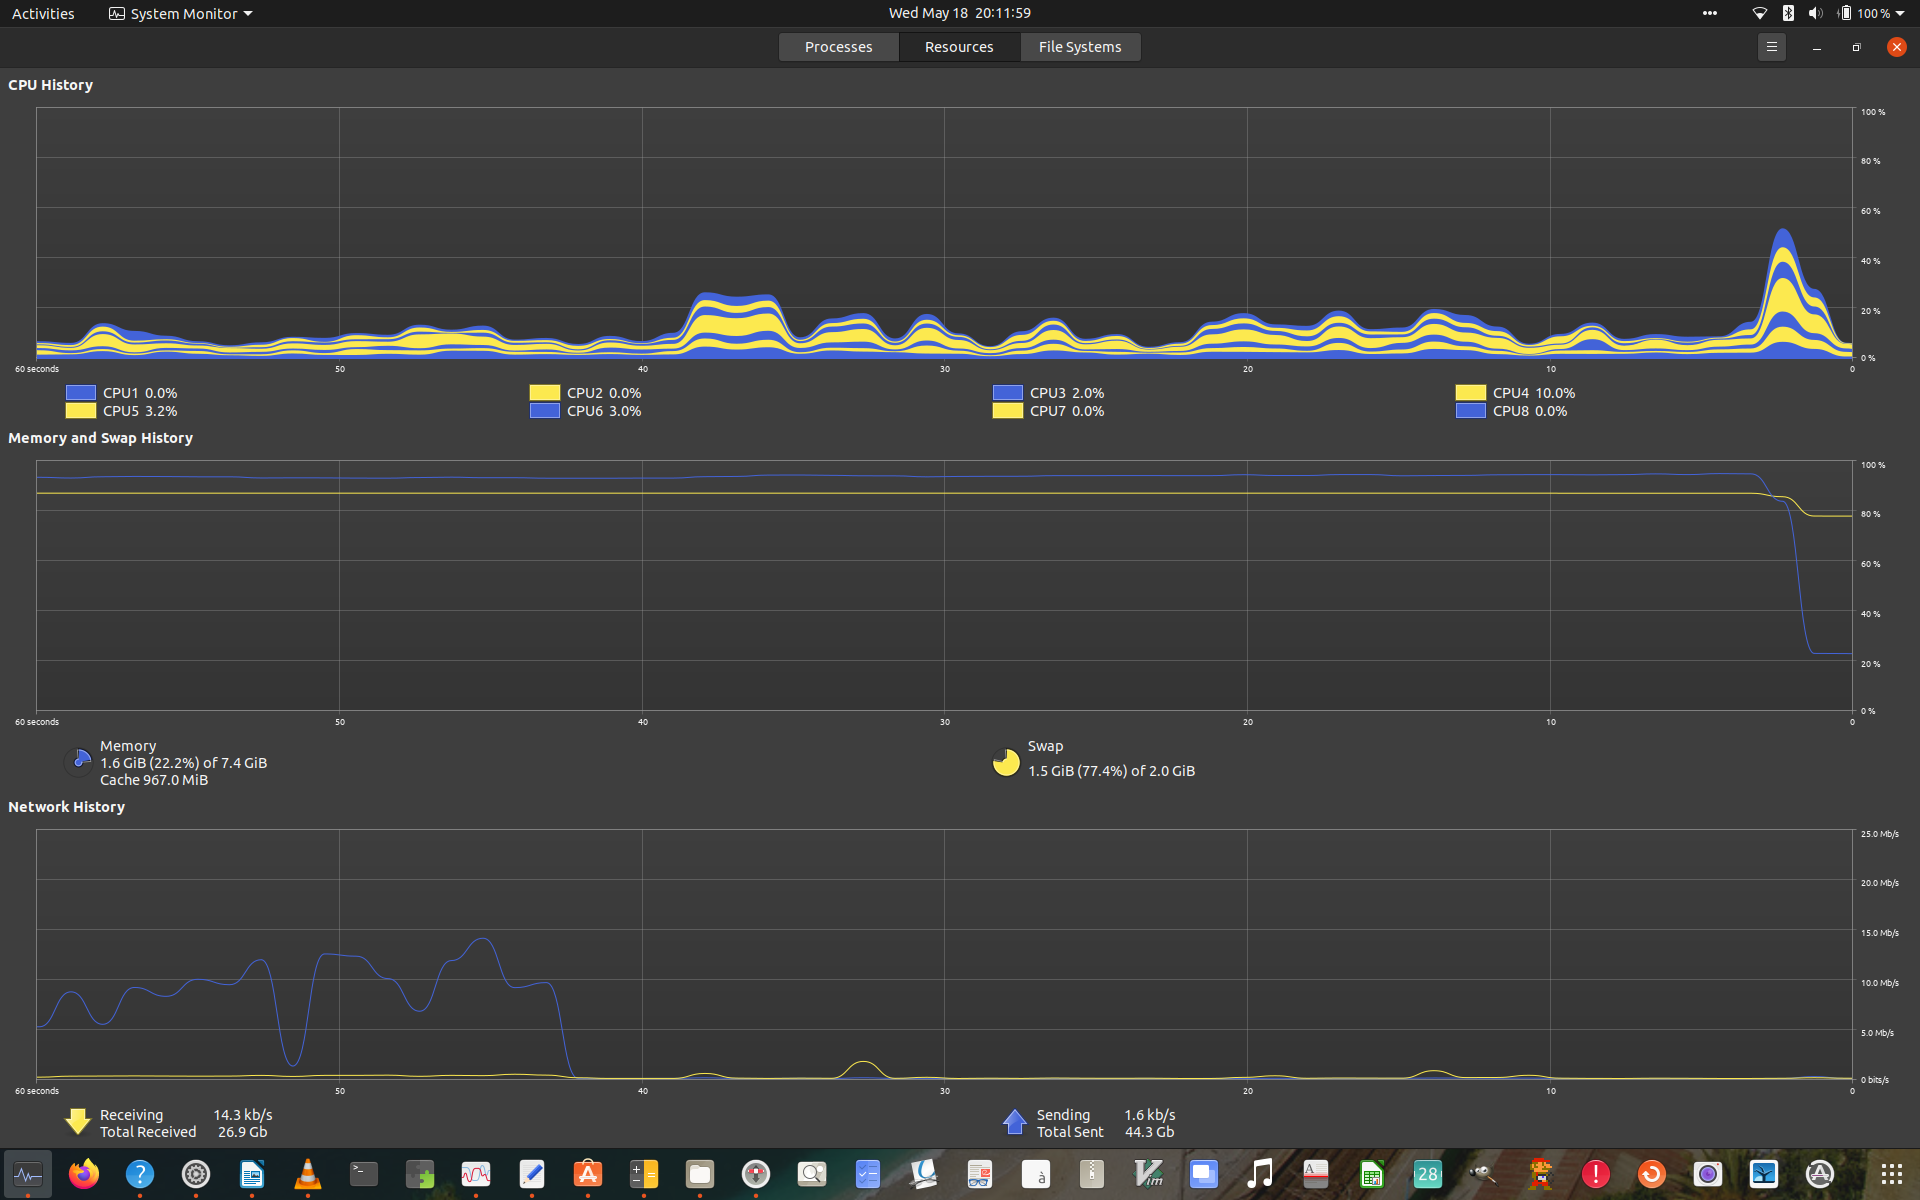 Activities
System Monitor
Wed May 18 20:11:59
100 %
Processes
Resources
File Systems
CPU History
100 %
80 %
60 %
40 %
20 %
0 %
60 seconds 50 40 30 20 10 0
CPU1 0.0% CPU2 0.0% CPU3 2.0% CPU4 10.0%
CPU5 3.2% CPU6 3.0% CPU7 0.0% CPU8 0.0%
Memory and Swap History
100 %
80 %
60 %
40 %
20 %
0 %
60 seconds 50 40 30 20 10 0
Memory
1.6 GiB (22.2%) of 7.4 GiB
Cache 967.0 MiB
Swap
1.5 GiB (77.4%) of 2.0 GiB
Network History
25.0 Mb/s
20.0 Mb/s
15.0 Mb/s
10.0 Mb/s
5.0 Mb/s
0 bits/s
60 seconds 50 40 30 20 10 0
Receiving 14.3 kb/s
Total Received 26.9 Gb
Sending 1.6 kb/s
Total Sent 44.3 Gb
?
>_
à
Vim
A
28
!